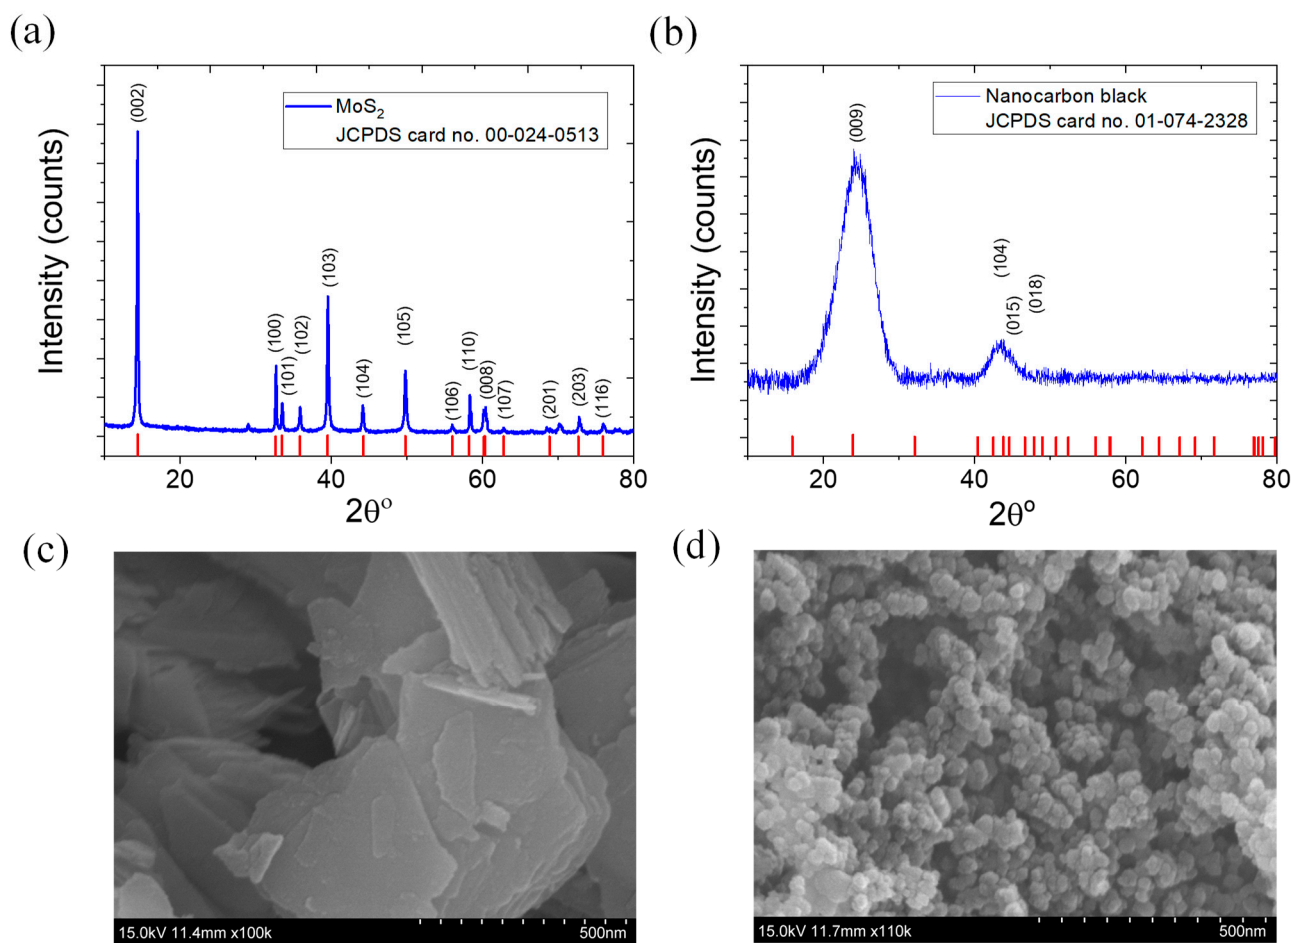 (a)
(b)
MoS₂
JCPDS card no. 00-024-0513
(002)
(100)
(101)
(102)
(103)
(104)
(105)
(106)
(110)
(008)
(107)
(201)
(203)
(116)
Intensity (counts)
20
40
60
80
2θº
Nanocarbon black
JCPDS card no. 01-074-2328
(009)
(104)
(015)
(018)
Intensity (counts)
20
40
60
80
2θº
(c)
(d)
15.0kV 11.4mm x100k
500nm
15.0kV 11.7mm x110k
500nm